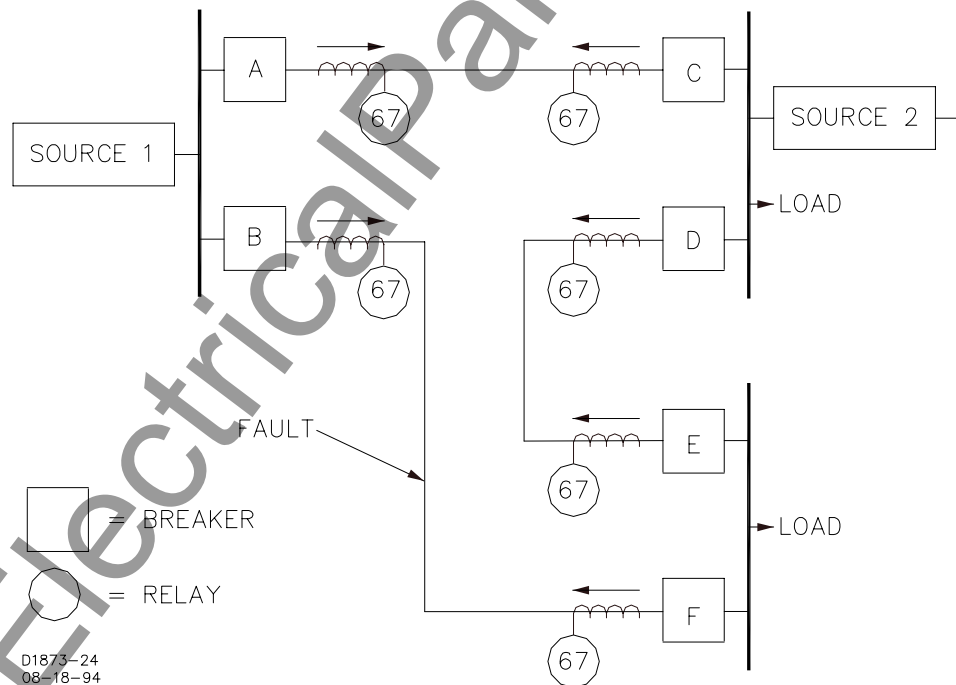 A
67
67
C
SOURCE 1
SOURCE 2
LOAD
B
67
67
D
FAULT
67
E
LOAD
= BREAKER
= RELAY
67
F
D1873-24
08-18-94
ElectricalPa